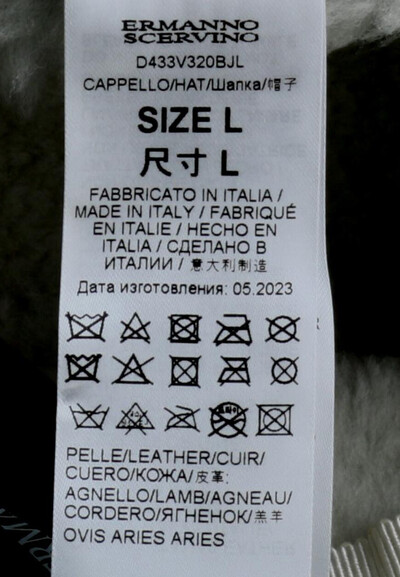 ERMANNO
SCERVINO
D433V320BJL
CAPPELLO/HAT/Шапка/帽子
SIZE L
尺寸 L
FABBRICATO IN ITALIA /
MADE IN ITALY / FABRIQUÉ
EN ITALIE / HECHO EN
ITALIA / СДЕЛАНО В
ИТАЛИИ / 意大利制造
Дата изготовления: 05.2023
PELLE/LEATHER/CUIR/
CUERO/КОЖА/皮革:
AGNELLO/LAMB/AGNEAU/
CORDERO/ЯГНЕНОК/羔羊
OVIS ARIES ARIES